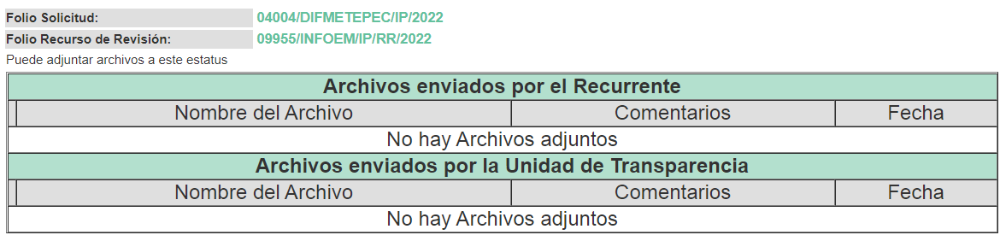 Folio Solicitud: 04004/DIFMETEPEC/IP/2022
Folio Recurso de Revisión: 09955/INFOEM/IP/RR/2022
Puede adjuntar archivos a este estatus
Archivos enviados por el Recurrente
Nombre del Archivo Comentarios Fecha
No hay Archivos adjuntos
Archivos enviados por la Unidad de Transparencia
Nombre del Archivo Comentarios Fecha
No hay Archivos adjuntos